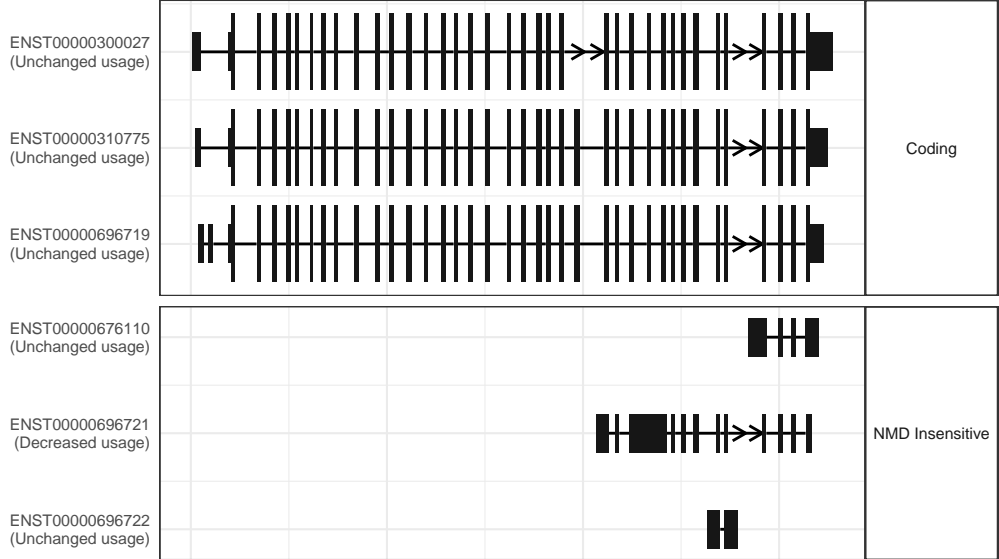 ENST00000300027
(Unchanged usage)
ENST00000310775
(Unchanged usage)
ENST00000696719
(Unchanged usage)
Coding
ENST00000676110
(Unchanged usage)
ENST00000696721
(Decreased usage)
ENST00000696722
(Unchanged usage)
NMD Insensitive